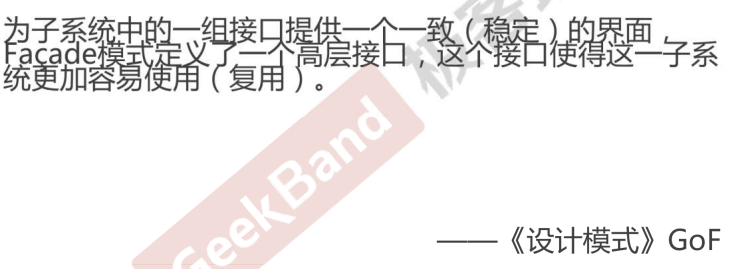 为子系统中的一组接口提供一个一致（稳定）的界面，
Facade模式定义了一个高层接口，这个接口使得这一子系
统更加容易使用（复用）。
GeekBand 极客
——《设计模式》GoF